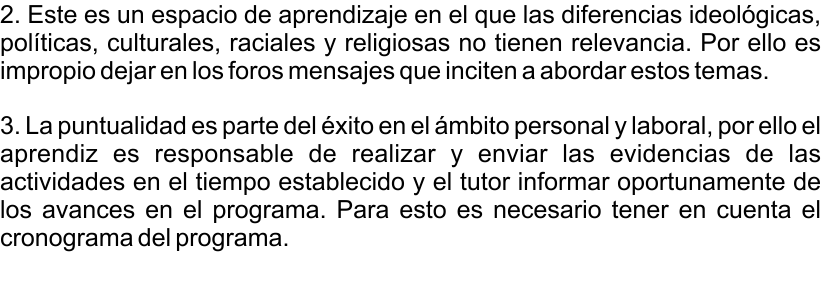 2. Este es un espacio de aprendizaje en el que las diferencias ideológicas,
políticas, culturales, raciales y religiosas no tienen relevancia. Por ello es
impropio dejar en los foros mensajes que inciten a abordar estos temas.
3. La puntualidad es parte del éxito en el ámbito personal y laboral, por ello el
aprendiz es responsable de realizar y enviar las evidencias de las
actividades en el tiempo establecido y el tutor informar oportunamente de
los avances en el programa. Para esto es necesario tener en cuenta el
cronograma del programa.